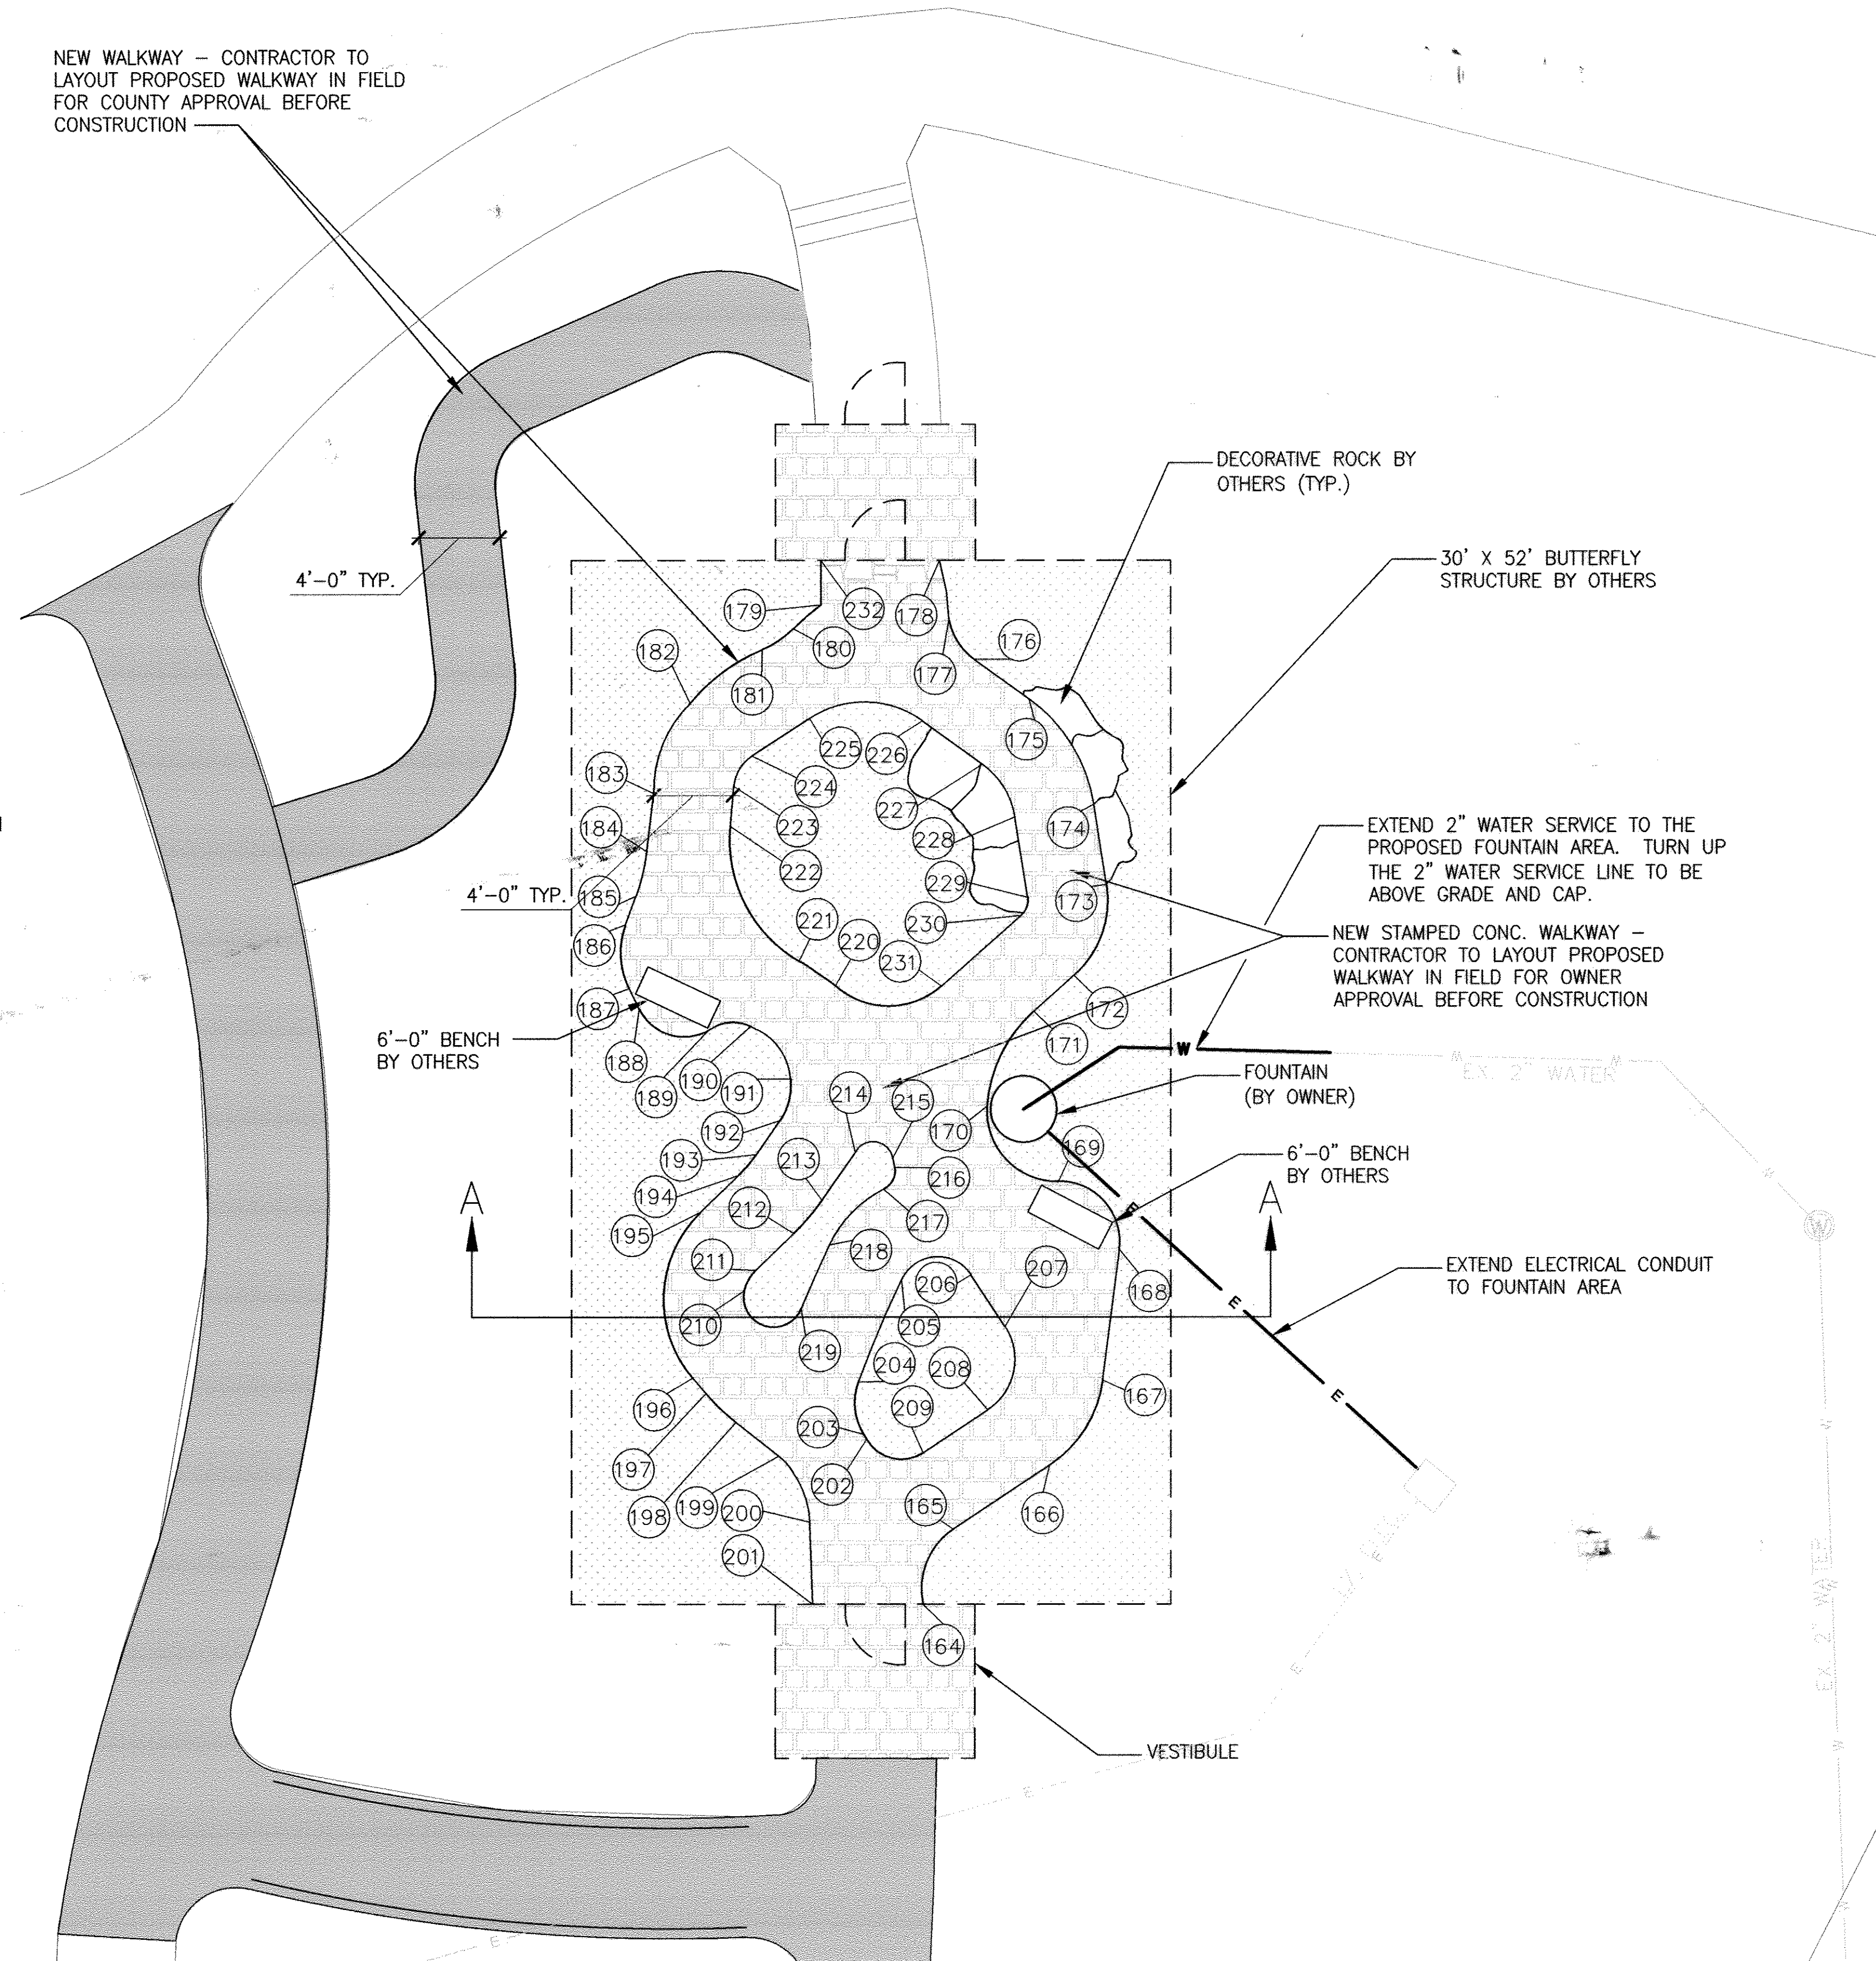 NEW WALKWAY – CONTRACTOR TO
LAYOUT PROPOSED WALKWAY IN FIELD
FOR COUNTY APPROVAL BEFORE
CONSTRUCTION
DECORATIVE ROCK BY
OTHERS (TYP.)
30' X 52' BUTTERFLY
STRUCTURE BY OTHERS
4'-0" TYP.
179
232
178
176
182
180
177
181
175
225
226
183
224
227
184
223
228
174
EXTEND 2" WATER SERVICE TO THE
PROPOSED FOUNTAIN AREA. TURN UP
THE 2" WATER SERVICE LINE TO BE
ABOVE GRADE AND CAP.
222
229
4'-0" TYP.
185
173
221
230
186
220
231
NEW STAMPED CONC. WALKWAY –
CONTRACTOR TO LAYOUT PROPOSED
WALKWAY IN FIELD FOR OWNER
APPROVAL BEFORE CONSTRUCTION
187
172
6'-0" BENCH
BY OTHERS
188
171
W
W
W
EX. 2" WATER
190
191
189
214
215
FOUNTAIN
(BY OWNER)
192
170
169
193
213
6'-0" BENCH
BY OTHERS
194
216
W
A
A
212
195
217
E
W
211
218
207
206
168
EXTEND ELECTRICAL CONDUIT
TO FOUNTAIN AREA
E
210
205
219
204
208
167
E
196
209
203
W
197
202
198
199
200
165
166
201
E
EX. 2" WATER
W
164
E
VESTIBULE
W
E
W
E